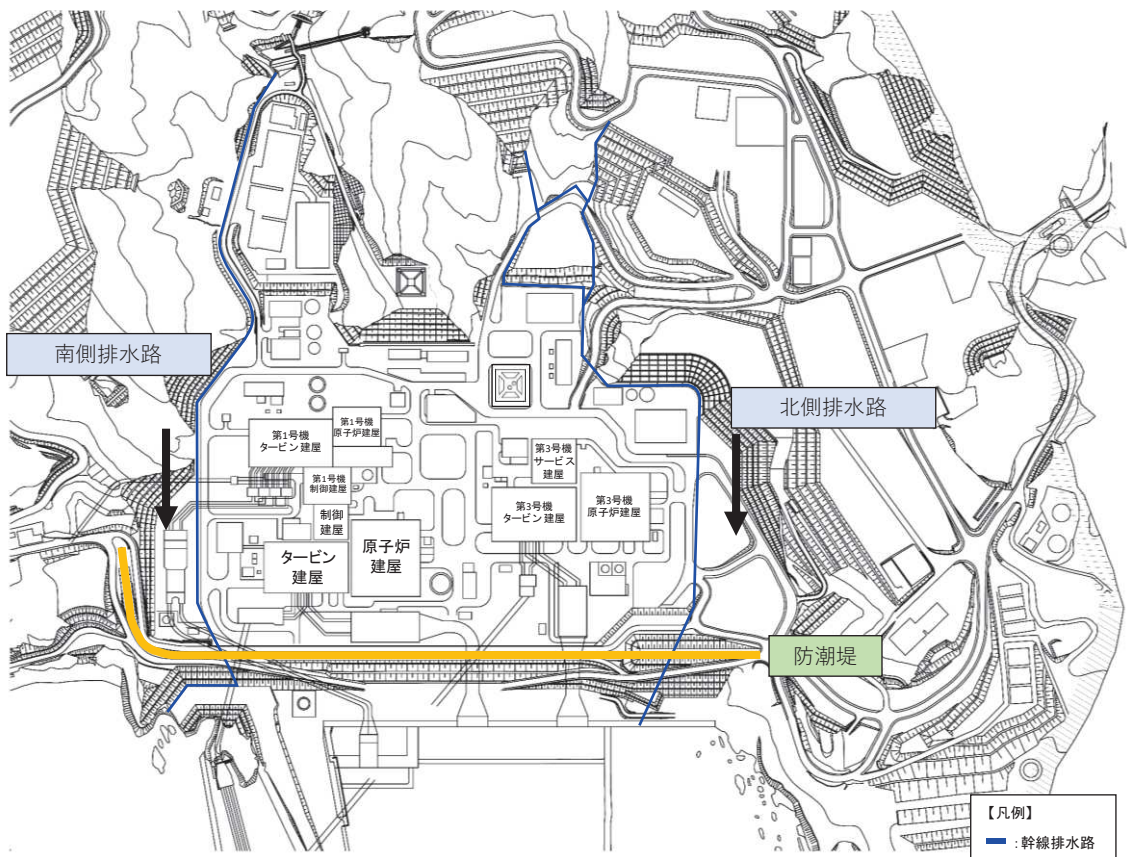 南側排水路
北側排水路
第1号機
タービン建屋
第1号機
原子炉建屋
第1号機
制御建屋
制御
建屋
タービン
建屋
原子炉
建屋
第3号機
サービス
建屋
第3号機
タービン建屋
第3号機
原子炉建屋
防潮堤
【凡例】
：幹線排水路